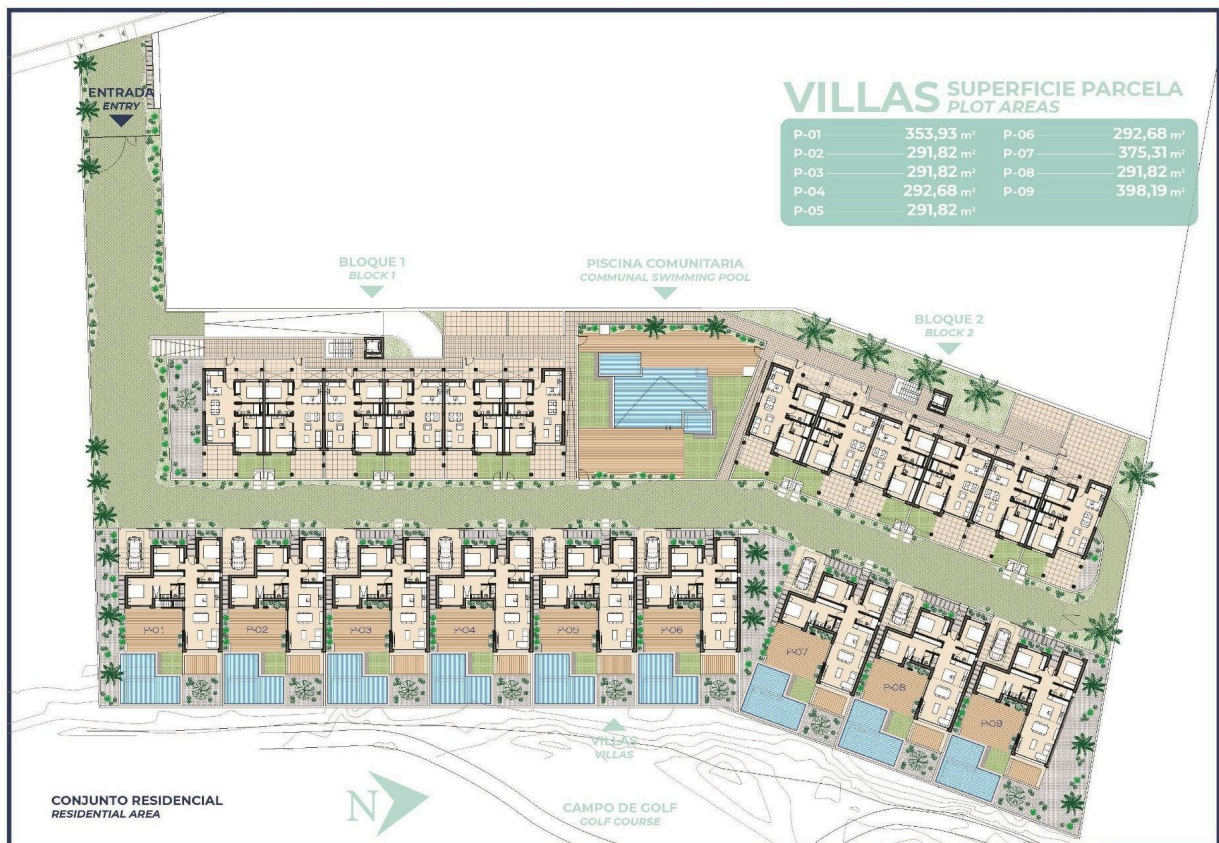 ENTRADA
ENTRY
VILLAS SUPERFICIE PARCELA
PLOT AREAS
P-01 353,93 m² P-06 292,68 m²
P-02 291,82 m² P-07 375,31 m²
P-03 291,82 m² P-08 291,82 m²
P-04 292,68 m² P-09 398,19 m²
P-05 291,82 m²
BLOQUE 1
BLOCK 1
PISCINA COMUNITARIA
COMMUNAL SWIMMING POOL
BLOQUE 2
BLOCK 2
P-01 P-02 P-03 P-04 P-05 P-06
P-07
P-08
P-09
VILLAS
VILLAS
CONJUNTO RESIDENCIAL
RESIDENTIAL AREA
N
CAMPO DE GOLF
GOLF COURSE